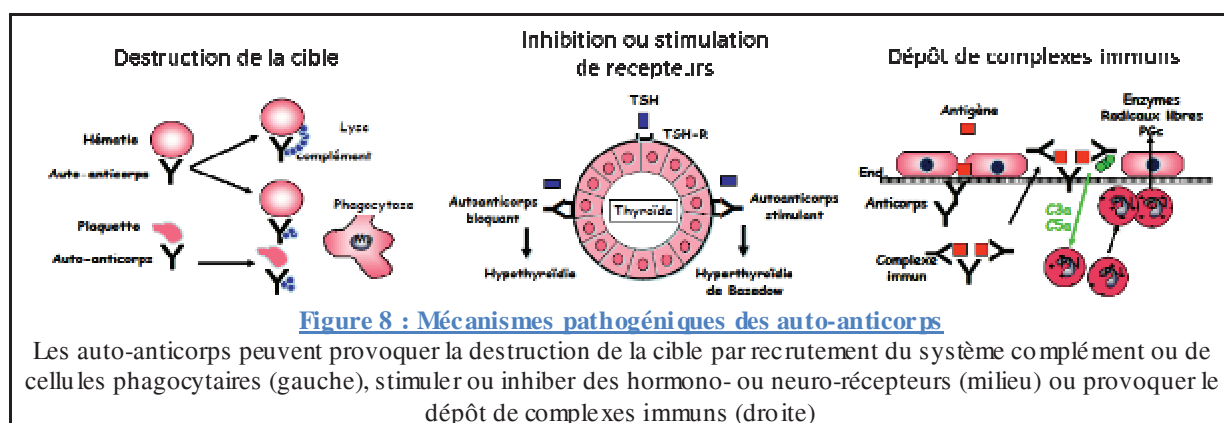 Destruction de la cible
Hématie
Auto-anticorps
Lyse
complément
Plaquette
Auto-anticorps
Phagocytose
Inhibition ou stimulation
de recepteurs
TSH
TSH-R
Autoanticorps
bloquant
Thyroïde
Autoanticorps
stimulant
Hypothyroïdie
Hyperthyroïdie
de Basedow
Dépôt de complexes immuns
Antigène
Enzymes
Radicaux libres
PGs
End.
Anticorps
C3a
C5a
Complexe
immun
Figure 8 : Mécanismes pathogéniques des auto-anticorps
Les auto-anticorps peuvent provoquer la destruction de la cible par recrutement du système complément ou de
cellules phagocytaires (gauche), stimuler ou inhiber des hormono- ou neuro-récepteurs (milieu) ou provoquer le
dépôt de complexes immuns (droite)